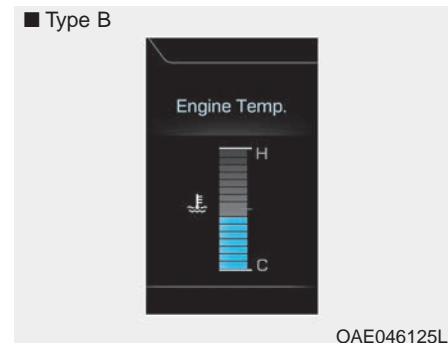 ■ Type B
Engine Temp.
H
C
OAE046125L